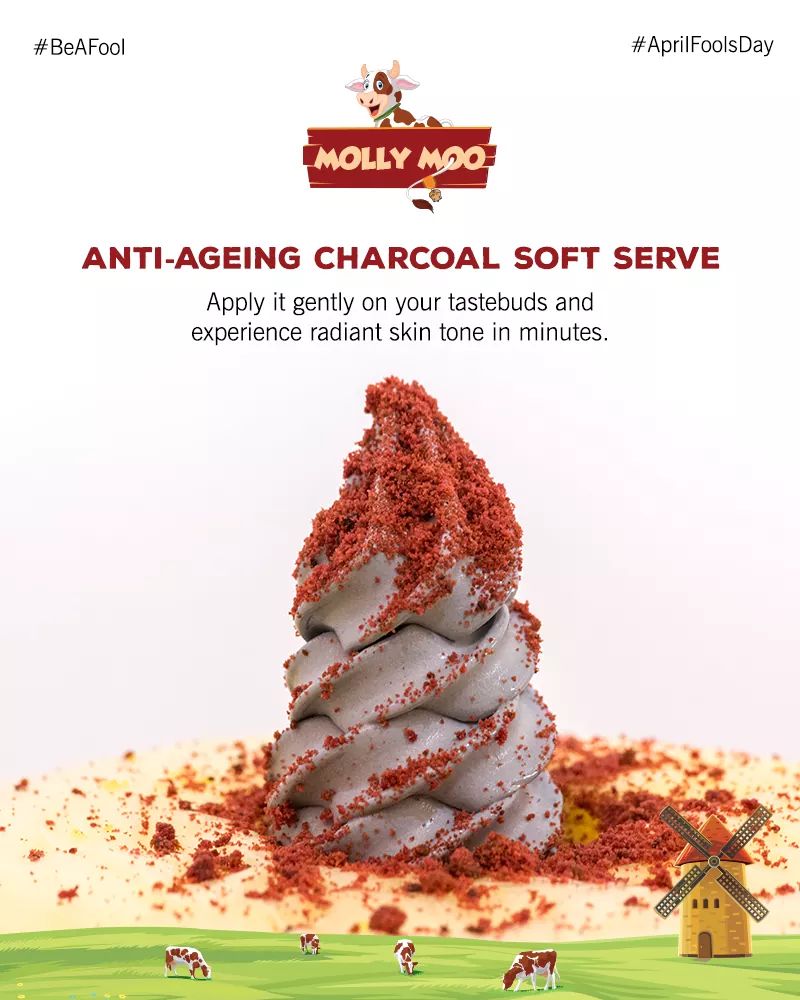 #BeAFool
#AprilFoolsDay
MOLLY MOO
ANTI-AGEING CHARCOAL SOFT SERVE
Apply it gently on your tastebuds and
experience radiant skin tone in minutes.